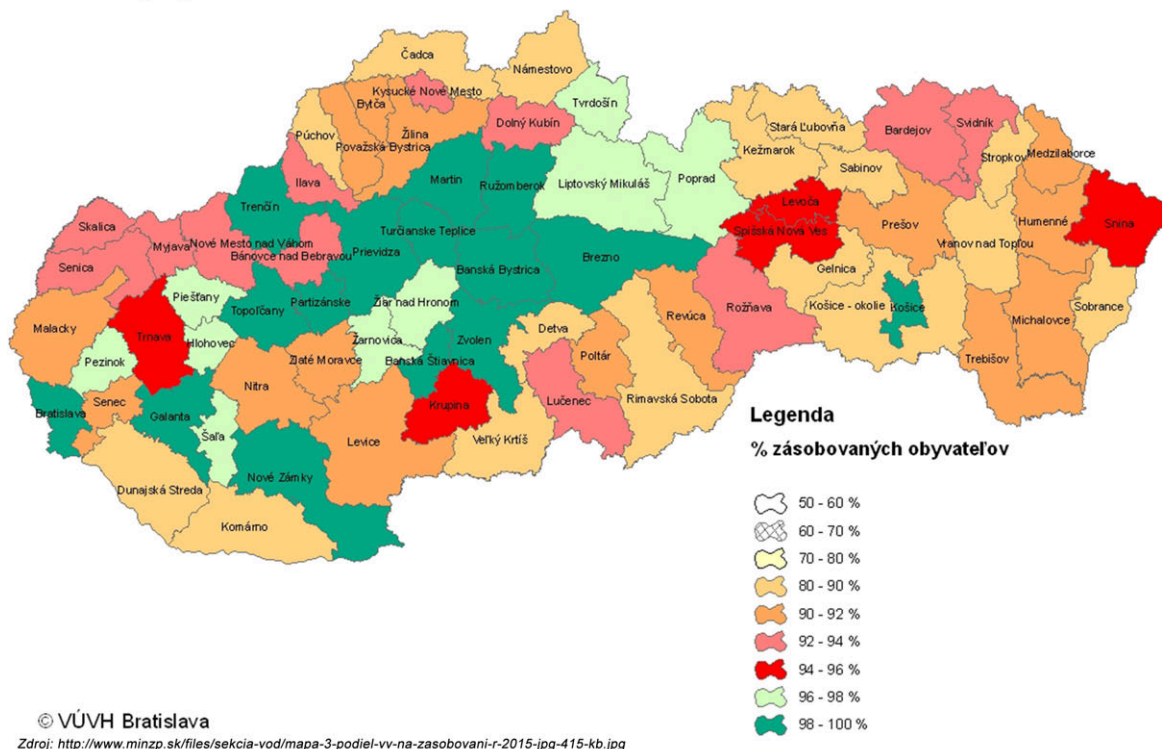 Čadca
Námestovo
Kysucké Nové Mesto
Bytča
Tvrdošín
Púchov
Žilina
Považská Bystrica
Dolný Kubín
Stará Ľubovňa
Kežmarok
Sabinov
Bardejov
Svidník
Stropkov
Medzilaborce
Ilava
Martin
Ružomberok
Liptovský Mikuláš
Poprad
Trenčín
Levoča
Spišská Nová Ves
Prešov
Humenné
Snina
Skalica
Myjava
Nové Mesto nad Váhom
Bánovce nad Bebravou
Turčianske Teplice
Prievidza
Banská Bystrica
Brezno
Vranov nad Topľou
Senica
Gelnica
Piešťany
Topoľčany
Partizánske
Žiar nad Hronom
Rožňava
Košice - okolie
Košice
Michalovce
Sobrance
Malacky
Trnava
Hlohovec
Zlaté Moravce
Žarnovica
Zvolen
Detva
Revúca
Poltár
Trebišov
Pezinok
Banská Štiavnica
Nitra
Bratislava
Senec
Galanta
Krupina
Lučenec
Rimavská Sobota
Šaľa
Levice
Veľký Krtíš
Dunajská Streda
Nové Zámky
Komárno
Legenda
% zásobovaných obyvateľov
50 - 60 %
60 - 70 %
70 - 80 %
80 - 90 %
90 - 92 %
92 - 94 %
94 - 96 %
96 - 98 %
98 - 100 %
© VÚVH Bratislava
Zdroj: http://www.minzp.sk/files/sekcia-vod/mapa-3-podiel-vv-na-zasobovani-r-2015-jpg-415-kb.jpg